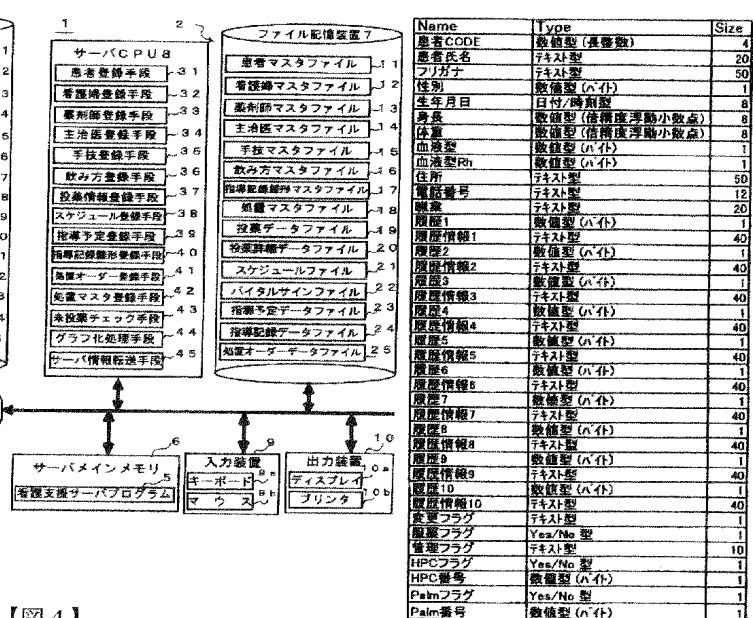 1
2
サーバCPU8
患者登録手段 31
看護婦登録手段 32
薬剤師登録手段 33
主治医登録手段 34
手技登録手段 35
飲み方登録手段 36
投薬情報登録手段 37
スケジュール登録手段 38
指導予定登録手段 39
指導記録雛形登録手段 40
処置オーダー登録手段 41
処置マスタ登録手段 42
未投薬チェック手段 43
グラフ化処理手段 44
サーバ情報転送手段 45
ファイル記憶装置7
患者マスタファイル 11
看護婦マスタファイル 12
薬剤師マスタファイル 13
主治医マスタファイル 14
手技マスタファイル 15
飲み方マスタファイル 16
指導記録雛形マスタファイル 17
処置マスタファイル 18
投薬データファイル 19
投薬詳細データファイル 20
スケジュールファイル 21
バイタルサインファイル 22
指導予定データファイル 23
指導記録データファイル 24
処置オーダーデータファイル 25
6
サーバメインメモリ
5
看護支援サーバプログラム
9
入力装置
キーボード 9a
マウス 9b
10
出力装置
ディスプレイ 10a
プリンタ 10b
Name Type Size
患者CODE 数値型（長整数） 4
患者氏名 テキスト型 20
フリガナ テキスト型 50
性別 数値型（バイト） 1
生年月日 日付/時刻型 8
身長 数値型（倍精度浮動小数点） 8
体重 数値型（倍精度浮動小数点） 8
血液型 数値型（バイト） 1
血液型Rh 数値型（バイト） 1
住所 テキスト型 50
電話番号 テキスト型 12
職業 テキスト型 20
履歴1 数値型（バイト） 1
履歴情報1 テキスト型 40
履歴2 数値型（バイト） 1
履歴情報2 テキスト型 40
履歴3 数値型（バイト） 1
履歴情報3 テキスト型 40
履歴4 数値型（バイト） 1
履歴情報4 テキスト型 40
履歴5 数値型（バイト） 1
履歴情報5 テキスト型 40
履歴6 数値型（バイト） 1
履歴情報6 テキスト型 40
履歴7 数値型（バイト） 1
履歴情報7 テキスト型 40
履歴8 数値型（バイト） 1
履歴情報8 テキスト型 40
履歴9 数値型（バイト） 1
履歴情報9 テキスト型 40
履歴10 数値型（バイト） 1
履歴情報10 テキスト型 40
変更フラグ テキスト型 1
服薬フラグ Yes/No 型 1
管理フラグ テキスト型 10
HPCフラグ Yes/No 型 1
HPC番号 数値型（バイト） 1
Palmフラグ Yes/No 型 1
Palm番号 数値型（バイト） 1